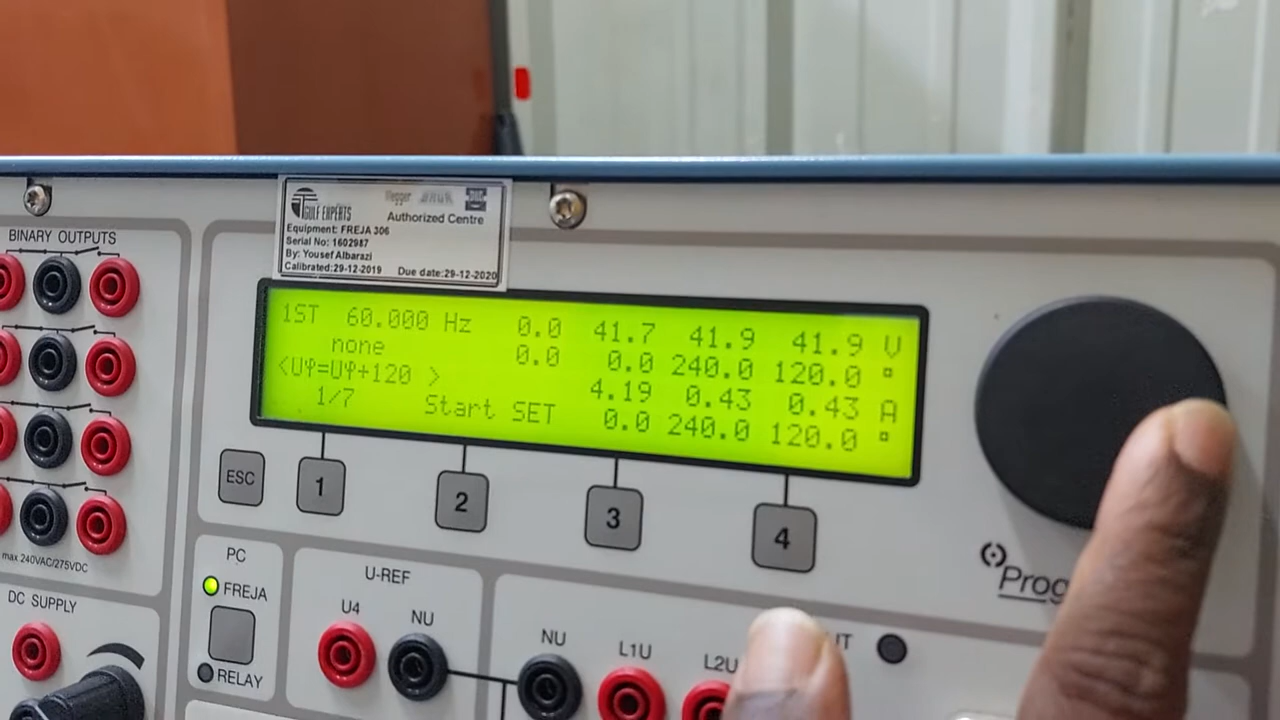 BINARY OUTPUTS
GULF EXPERTS
Megger
Authorized Centre
Equipment: FREJA 306
Serial No: 1602987
By: Yousef Albarazi
Calibrated:29-12-2019 Due date:29-12-2020
1ST 60.000 Hz 0.0 41.7 41.9 41.9 V
none 0.0 0.0 240.0 120.0 °
<Uφ=Uφ+120 > 4.19 0.43 0.43 A
1/7 Start SET 0.0 240.0 120.0 °
ESC
1
2
3
4
max 240VAC/275VDC
PC
FREJA
RELAY
DC SUPPLY
U-REF
U4
NU
NU
L1U
L2U